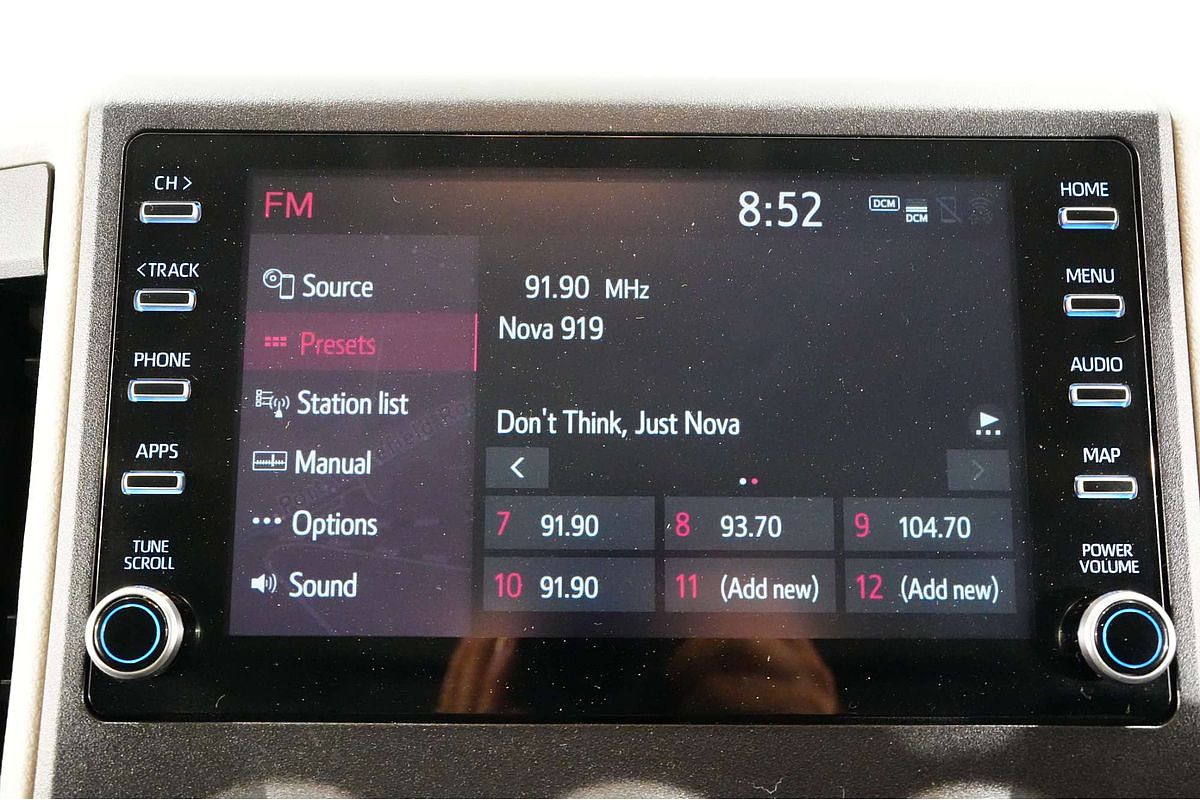 CH >
< TRACK
PHONE
APPS
TUNE
SCROLL
FM
8:52
DCM
DCM
Source
Presets
Station list
Manual
Options
Sound
91.90 MHz
Nova 919
Don't Think, Just Nova
7 91.90
8 93.70
9 104.70
10 91.90
11 (Add new)
12 (Add new)
HOME
MENU
AUDIO
MAP
POWER
VOLUME